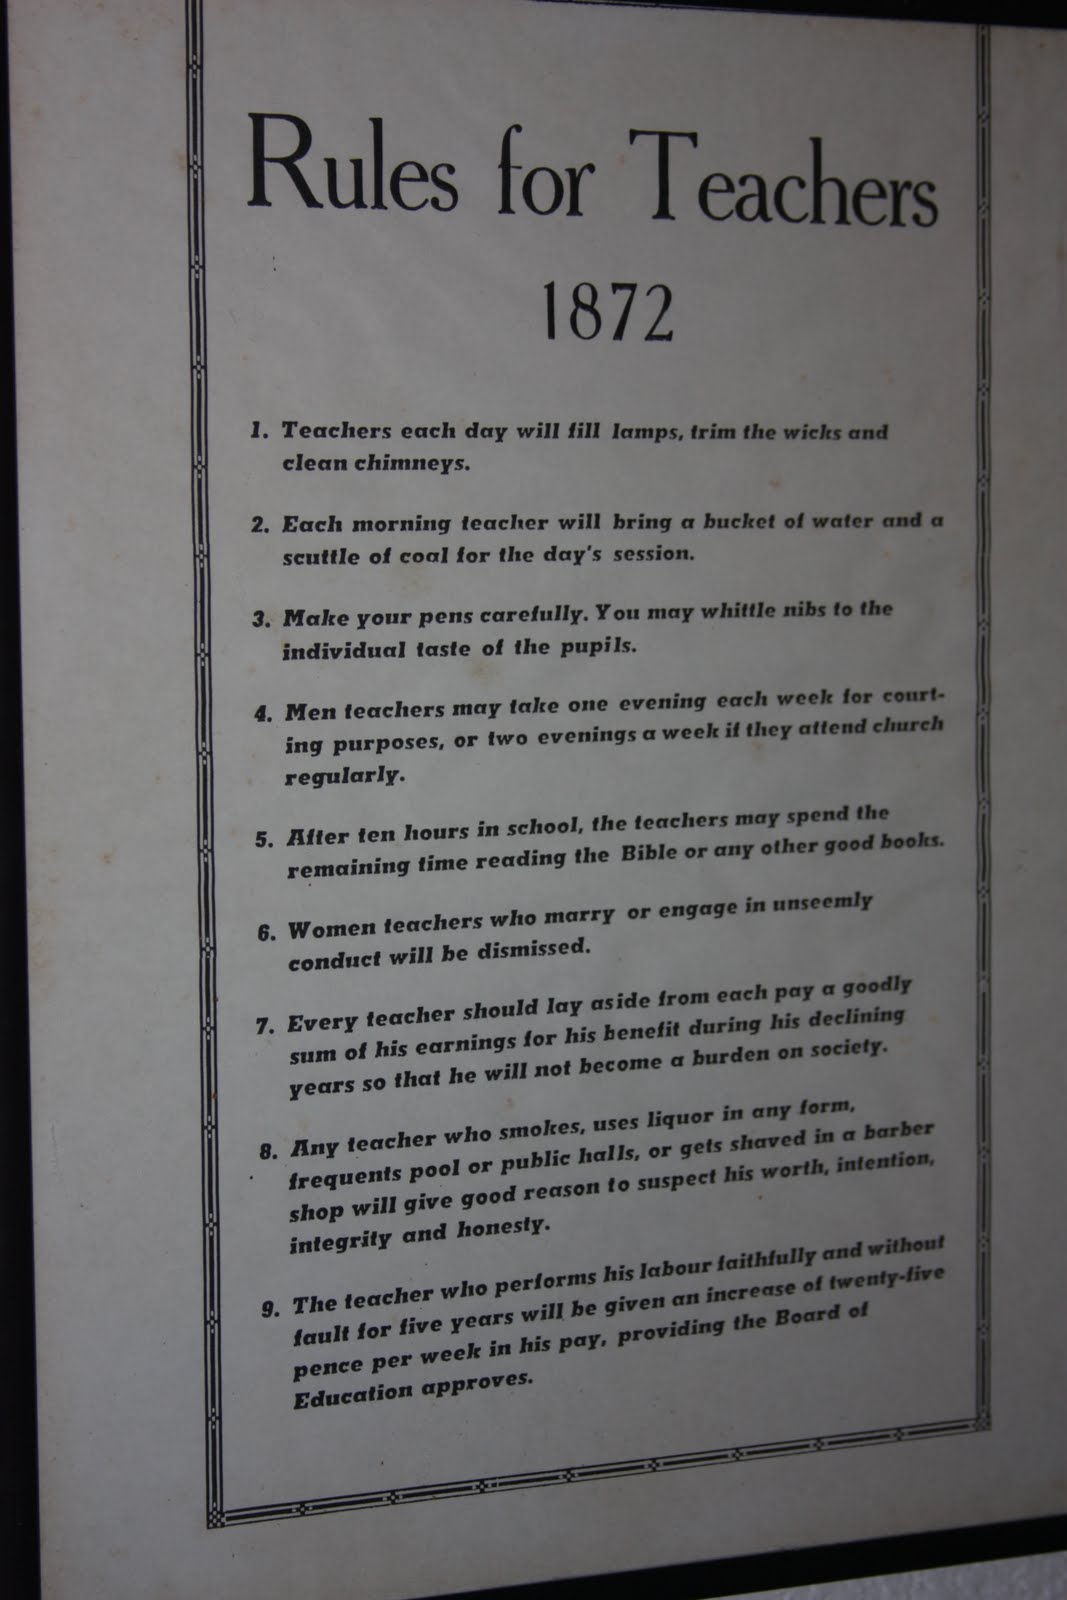 Rules for Teachers
1872
1. Teachers each day will fill lamps, trim the wicks and
clean chimneys.
2. Each morning teacher will bring a bucket of water and a
scuttle of coal for the day's session.
3. Make your pens carefully. You may whittle nibs to the
individual taste of the pupils.
4. Men teachers may take one evening each week for court-
ing purposes, or two evenings a week if they attend church
regularly.
5. After ten hours in school, the teachers may spend the
remaining time reading the Bible or any other good books.
6. Women teachers who marry or engage in unseemly
conduct will be dismissed.
7. Every teacher should lay aside from each pay a goodly
sum of his earnings for his benefit during his declining
years so that he will not become a burden on society.
8. Any teacher who smokes, uses liquor in any form,
frequents pool or public halls, or gets shaved in a barber
shop will give good reason to suspect his worth, intention,
integrity and honesty.
9. The teacher who performs his labour faithfully and without
fault for five years will be given an increase of twenty-five
pence per week in his pay, providing the Board of
Education approves.